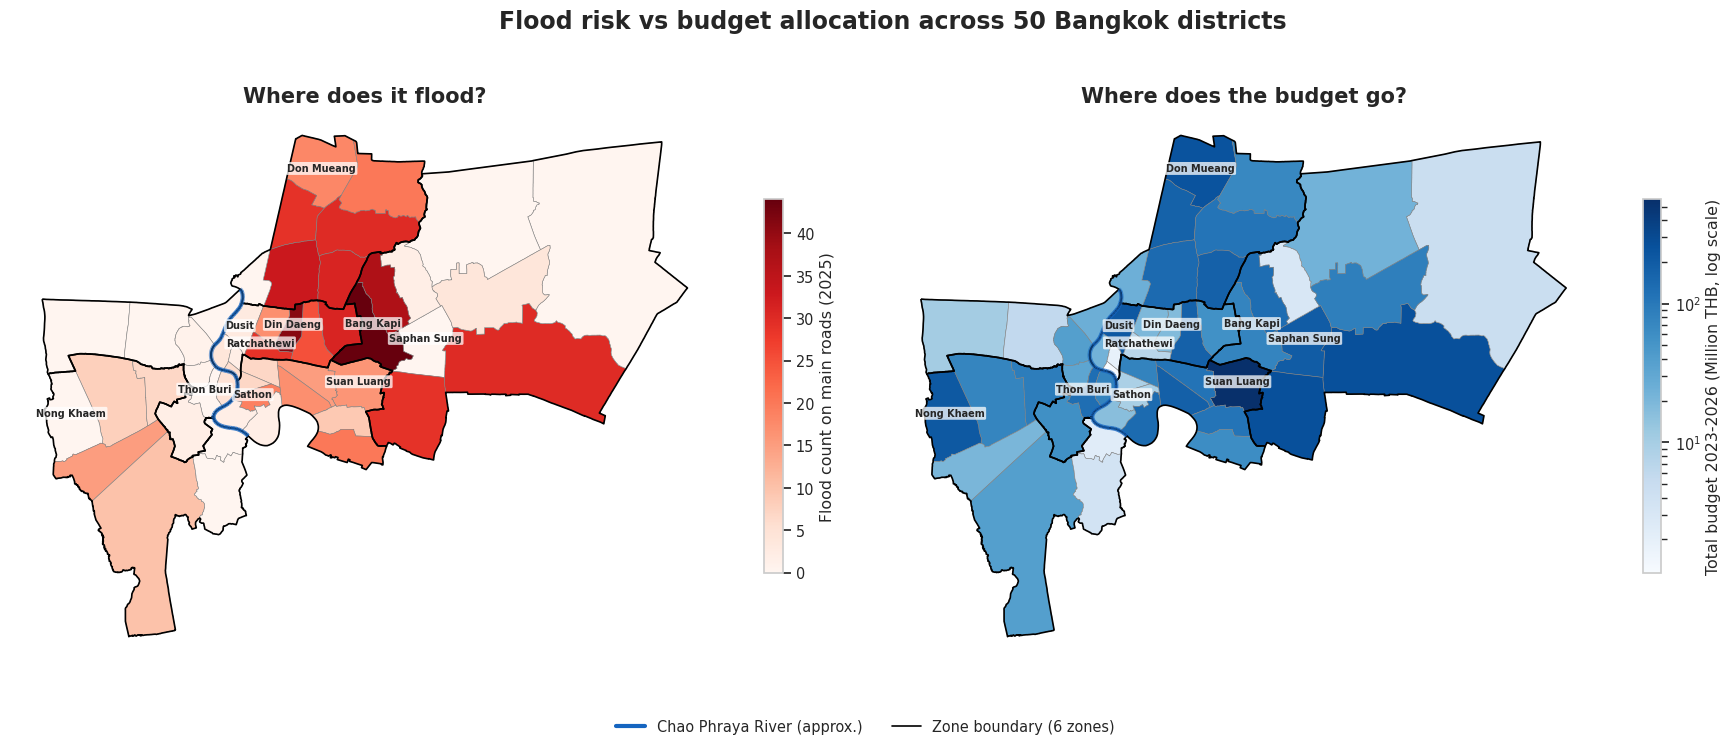 Flood risk vs budget allocation across 50 Bangkok districts
Where does it flood?
Don Mueang
Dusit
Din Daeng
Bang Kapi
Ratchathewi
Saphan Sung
Suan Luang
Thon Buri
Sathon
Nong Khaem
40
35
30
25
20
15
10
5
0
Flood count on main roads (2025)
Where does the budget go?
Don Mueang
Dusit
Din Daeng
Bang Kapi
Ratchathewi
Saphan Sung
Suan Luang
Thon Buri
Sathon
Nong Khaem
10²
10¹
Total budget 2023-2026 (Million THB, log scale)
Chao Phraya River (approx.)
Zone boundary (6 zones)